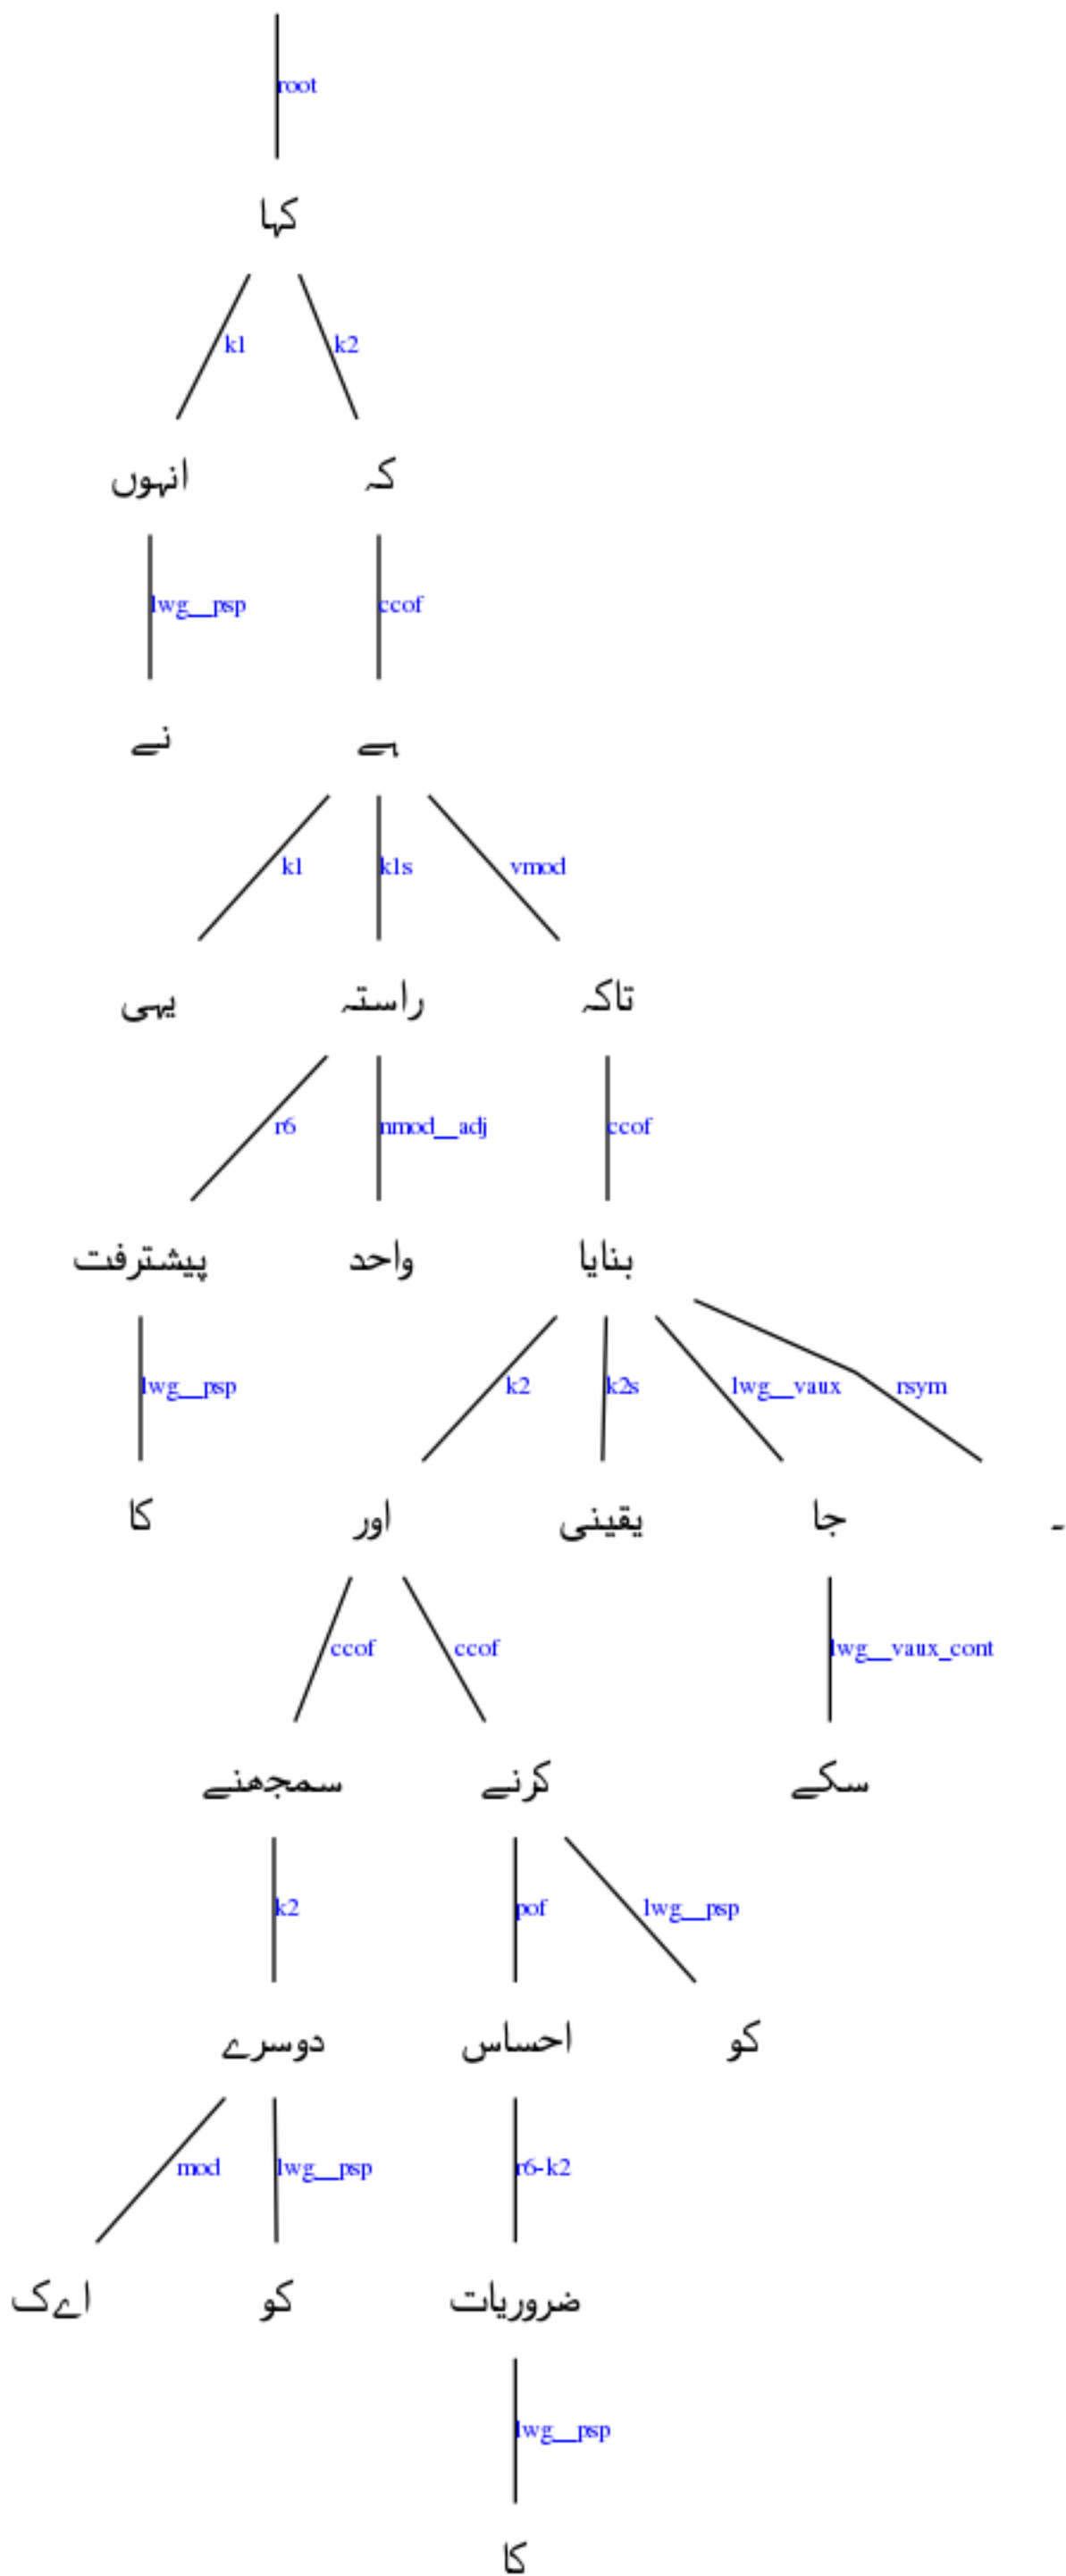 root
کہا
k1 k2
انہوں کہ
lwg__psp ccof
نے ہے
k1 k1s vmod
یہی راستہ تاکہ
r6 nmod__adj ccof
پیشترفت واحد بنایا
lwg__psp k2 k2s lwg__vaux rsym
کا اور یقینی جا ۔
ccof ccof lwg__vaux_cont
سمجھنے کرنے سکے
k2 pof lwg__psp
دوسرے احساس کو
mod lwg__psp r6-k2
اےک کو ضروریات
lwg__psp
کا